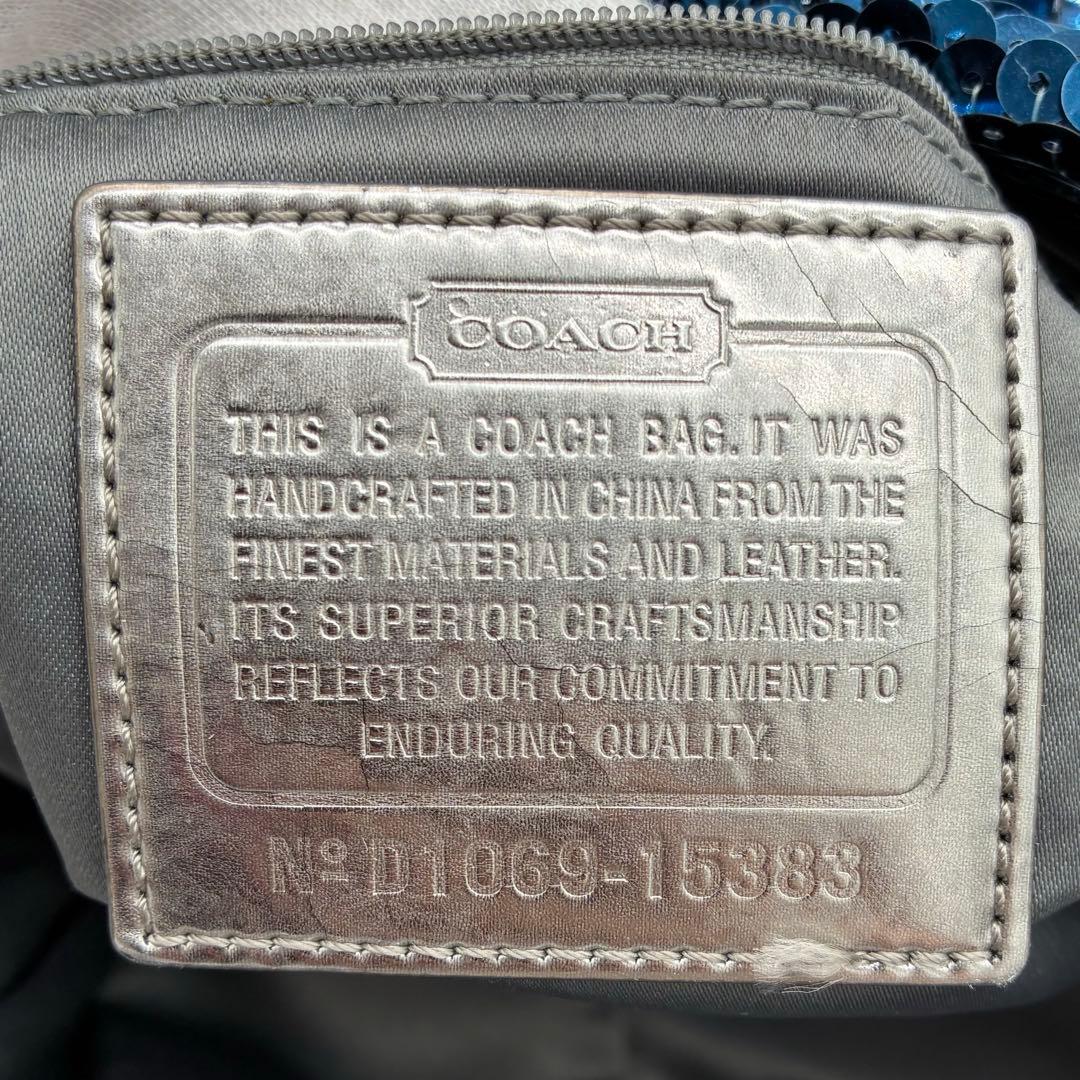 COACH
THIS IS A COACH BAG. IT WAS
HANDCRAFTED IN CHINA FROM THE
FINEST MATERIALS AND LEATHER.
ITS SUPERIOR CRAFTSMANSHIP
REFLECTS OUR COMMITMENT TO
ENDURING QUALITY.
Nº D1069-15383